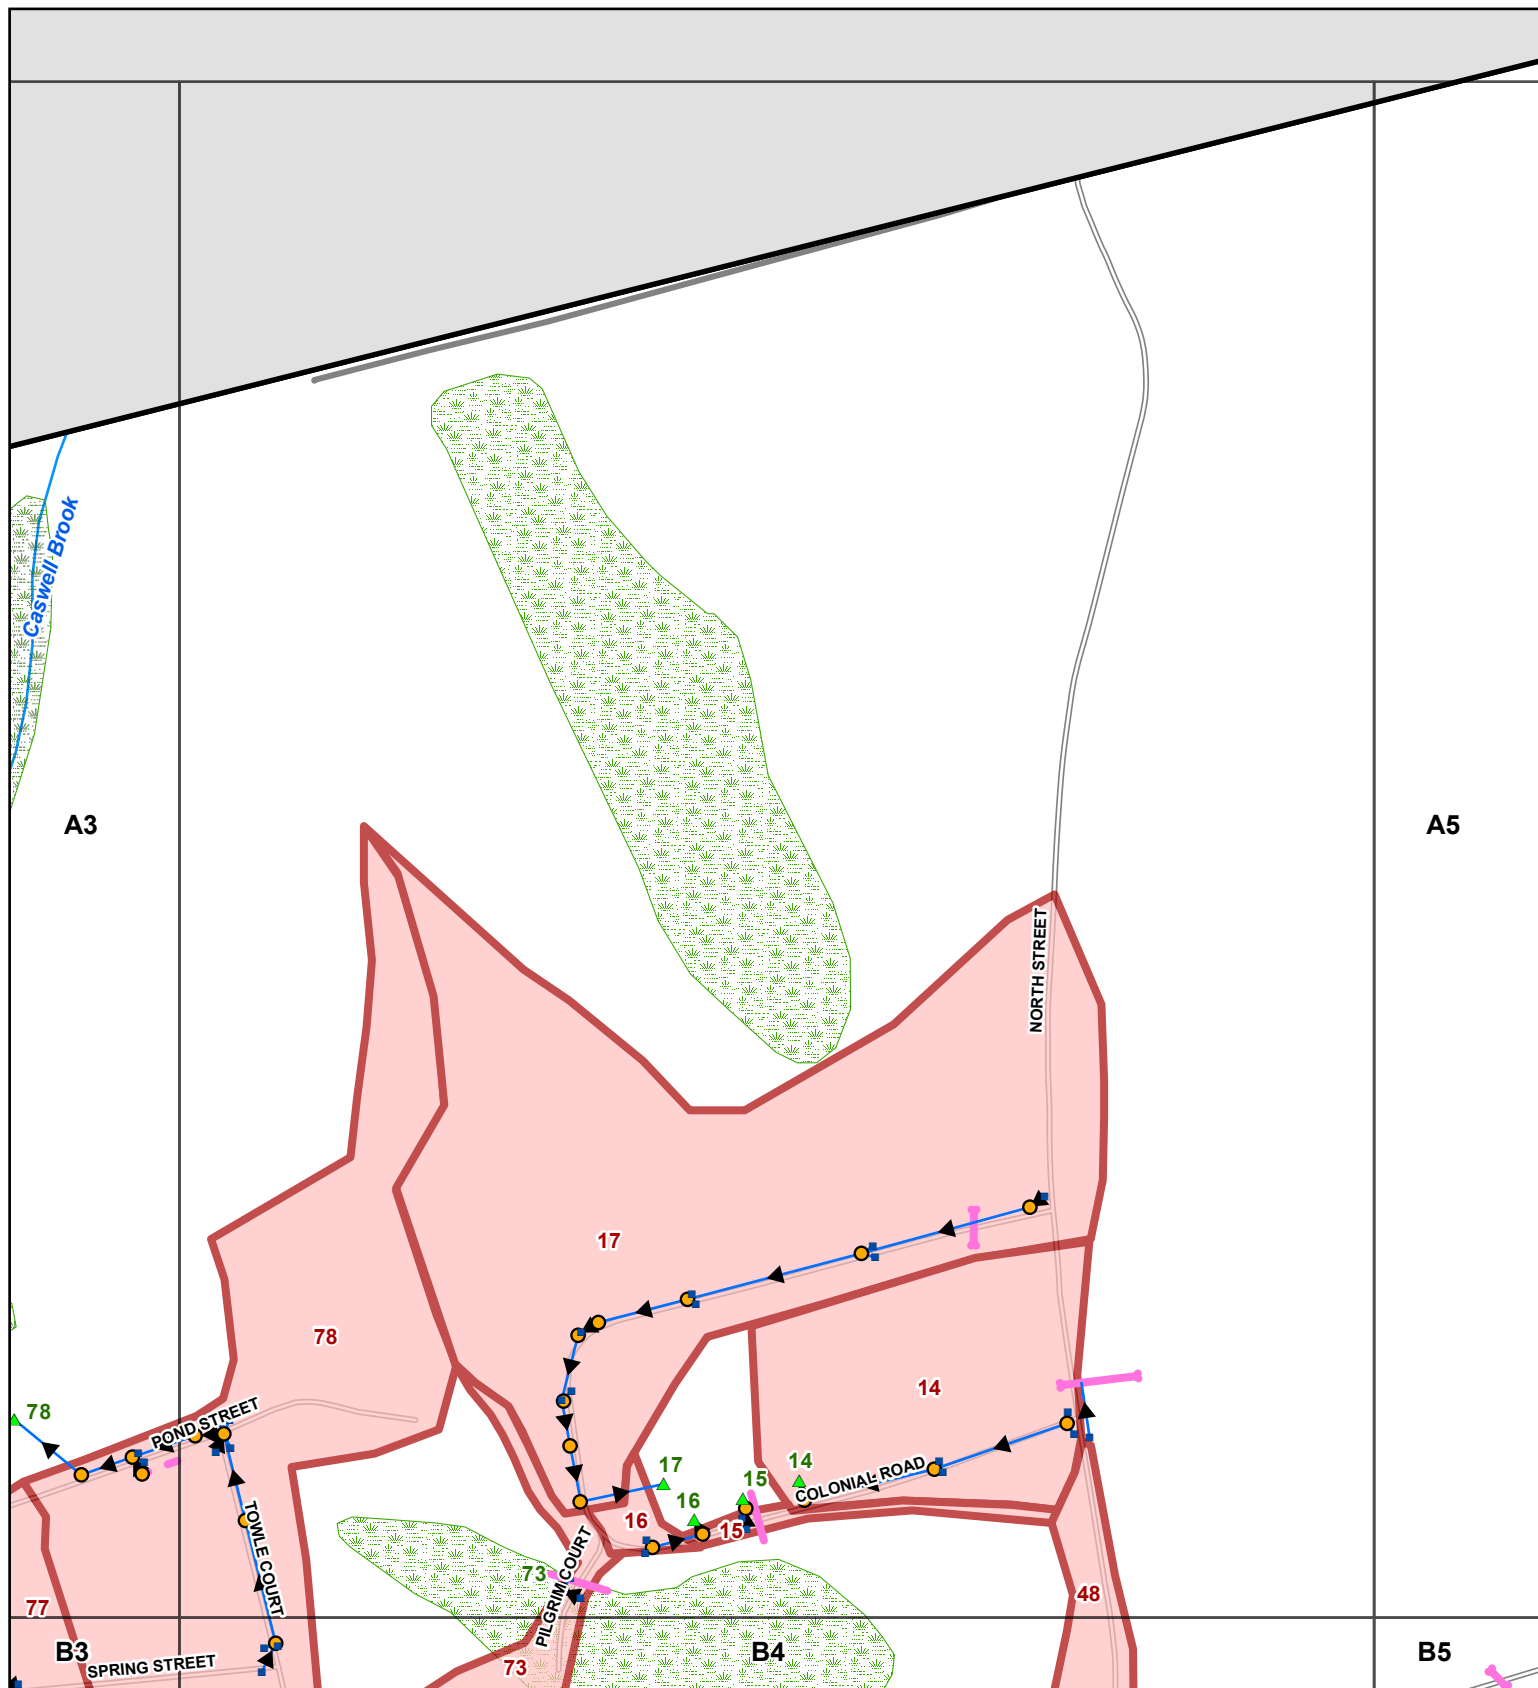 Caswell Brook
A3
A5
NORTH STREET
17
78
14
78
POND STREET
17
14
15
COLONIAL ROAD
16
16
15
TOWLE COURT
PILGRIM COURT
73
77
48
B3
SPRING STREET
73
B4
B5